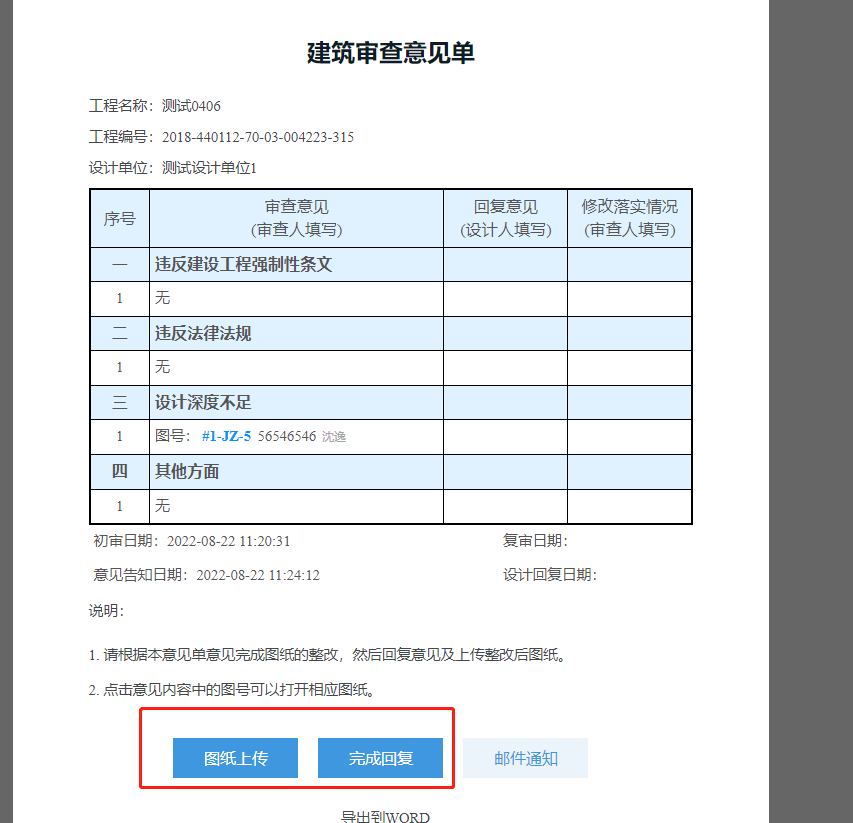 建筑审查意见单
工程名称：测试0406
工程编号：2018-440112-70-03-004223-315
设计单位：测试设计单位1
序号 审查意见 (审查人填写) 回复意见 (设计人填写) 修改落实情况 (审查人填写)
一 违反建设工程强制性条文
1 无
二 违反法律法规
1 无
三 设计深度不足
1 图号： #1-JZ-5 56546546 沈逸
四 其他方面
1 无
初审日期：2022-08-22 11:20:31 复审日期：
意见告知日期：2022-08-22 11:24:12 设计回复日期：
说明：
1. 请根据本意见单意见完成图纸的整改，然后回复意见及上传整改后图纸。
2. 点击意见内容中的图号可以打开相应图纸。
图纸上传 完成回复 邮件通知
导出到WORD